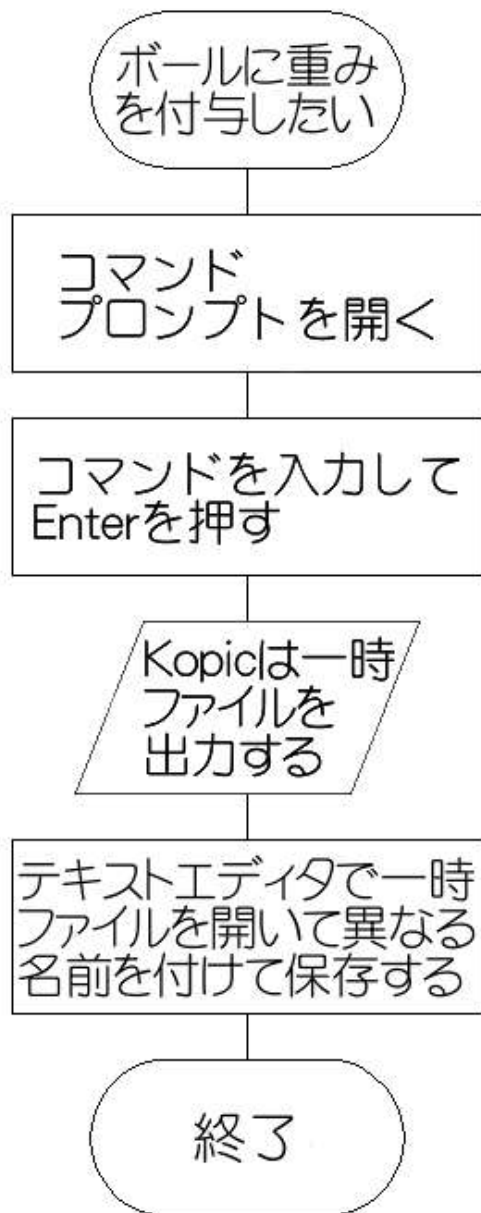 ボールに重み
を付与したい
コマンド
プロンプトを開く
コマンドを入力して
Enterを押す
Kopicは一時
ファイルを
出力する
テキストエディタで一時
ファイルを開いて異なる
名前を付けて保存する
終了